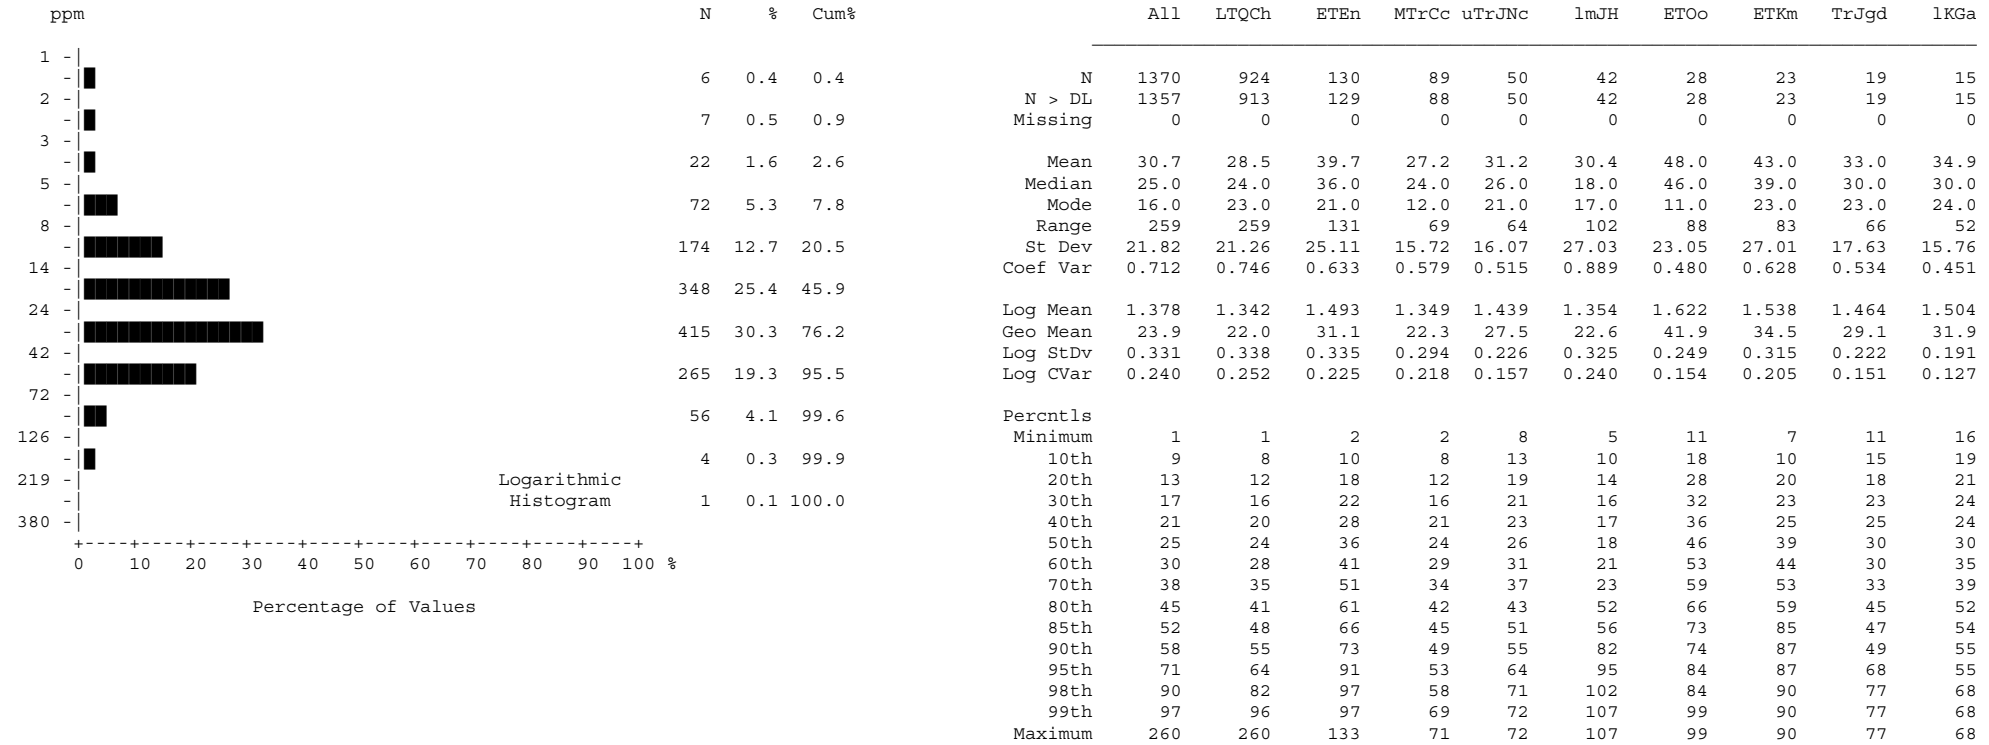 ppm N % Cum% All LTQCh ETEn MTrCc uTrJNc lmJH ETOo ETKm TrJgd lKGa
1 -|
-| 6 0.4 0.4 N 1370 924 130 89 50 42 28 23 19 15
2 -| N > DL 1357 913 129 88 50 42 28 23 19 15
-| 7 0.5 0.9 Missing 0 0 0 0 0 0 0 0 0 0
3 -|
-| 22 1.6 2.6 Mean 30.7 28.5 39.7 27.2 31.2 30.4 48.0 43.0 33.0 34.9
5 -| Median 25.0 24.0 36.0 24.0 26.0 18.0 46.0 39.0 30.0 30.0
-| 72 5.3 7.8 Mode 16.0 23.0 21.0 12.0 21.0 17.0 11.0 23.0 23.0 24.0
8 -| Range 259 259 131 69 64 102 88 83 66 52
-| 174 12.7 20.5 St Dev 21.82 21.26 25.11 15.72 16.07 27.03 23.05 27.01 17.63 15.76
14 -| Coef Var 0.712 0.746 0.633 0.579 0.515 0.889 0.480 0.628 0.534 0.451
-| 348 25.4 45.9
24 -| Log Mean 1.378 1.342 1.493 1.349 1.439 1.354 1.622 1.538 1.464 1.504
-| 415 30.3 76.2 Geo Mean 23.9 22.0 31.1 22.3 27.5 22.6 41.9 34.5 29.1 31.9
42 -| Log StDv 0.331 0.338 0.335 0.294 0.226 0.325 0.249 0.315 0.222 0.191
-| 265 19.3 95.5 Log CVar 0.240 0.252 0.225 0.218 0.157 0.240 0.154 0.205 0.151 0.127
72 -|
-| 56 4.1 99.6 Percntls
126 -| Minimum 1 1 2 2 8 5 11 7 11 16
-| 4 0.3 99.9 10th 9 8 10 8 13 10 18 10 15 19
219 -| Logarithmic 20th 13 12 18 12 19 14 28 20 18 21
-| Histogram 1 0.1 100.0 30th 17 16 22 16 21 16 32 23 23 24
380 -| 40th 21 20 28 21 23 17 36 25 25 24
+----+----+----+----+----+----+----+----+----+----+ 50th 25 24 36 24 26 18 46 39 30 30
0 10 20 30 40 50 60 70 80 90 100 % 60th 30 28 41 29 31 21 53 44 30 35
70th 38 35 51 34 37 23 59 53 33 39
Percentage of Values 80th 45 41 61 42 43 52 66 59 45 52
85th 52 48 66 45 51 56 73 85 47 54
90th 58 55 73 49 55 82 74 87 49 55
95th 71 64 91 53 64 95 84 87 68 55
98th 90 82 97 58 71 102 84 90 77 68
99th 97 96 97 69 72 107 99 90 77 68
Maximum 260 260 133 71 72 107 99 90 77 68